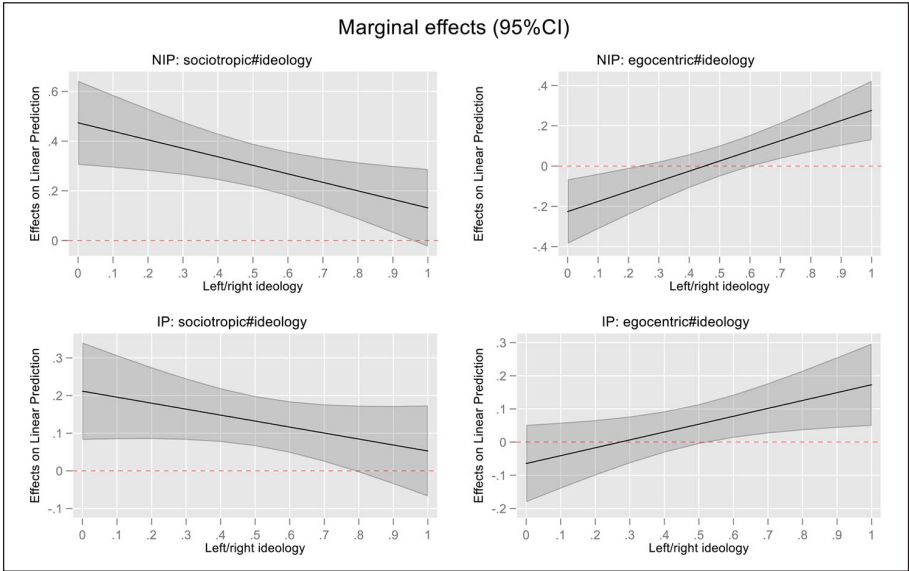 Marginal effects (95%CI)
NIP: sociotropic#ideology
Effects on Linear Prediction
.6
.4
.2
0
0 .1 .2 .3 .4 .5 .6 .7 .8 .9 1
Left/right ideology
NIP: egocentric#ideology
Effects on Linear Prediction
.4
.2
0
-.2
-.4
0 .1 .2 .3 .4 .5 .6 .7 .8 .9 1
Left/right ideology
IP: sociotropic#ideology
Effects on Linear Prediction
.3
.2
.1
0
-.1
0 .1 .2 .3 .4 .5 .6 .7 .8 .9 1
Left/right ideology
IP: egocentric#ideology
Effects on Linear Prediction
.3
.2
.1
0
-.1
-.2
0 .1 .2 .3 .4 .5 .6 .7 .8 .9 1
Left/right ideology